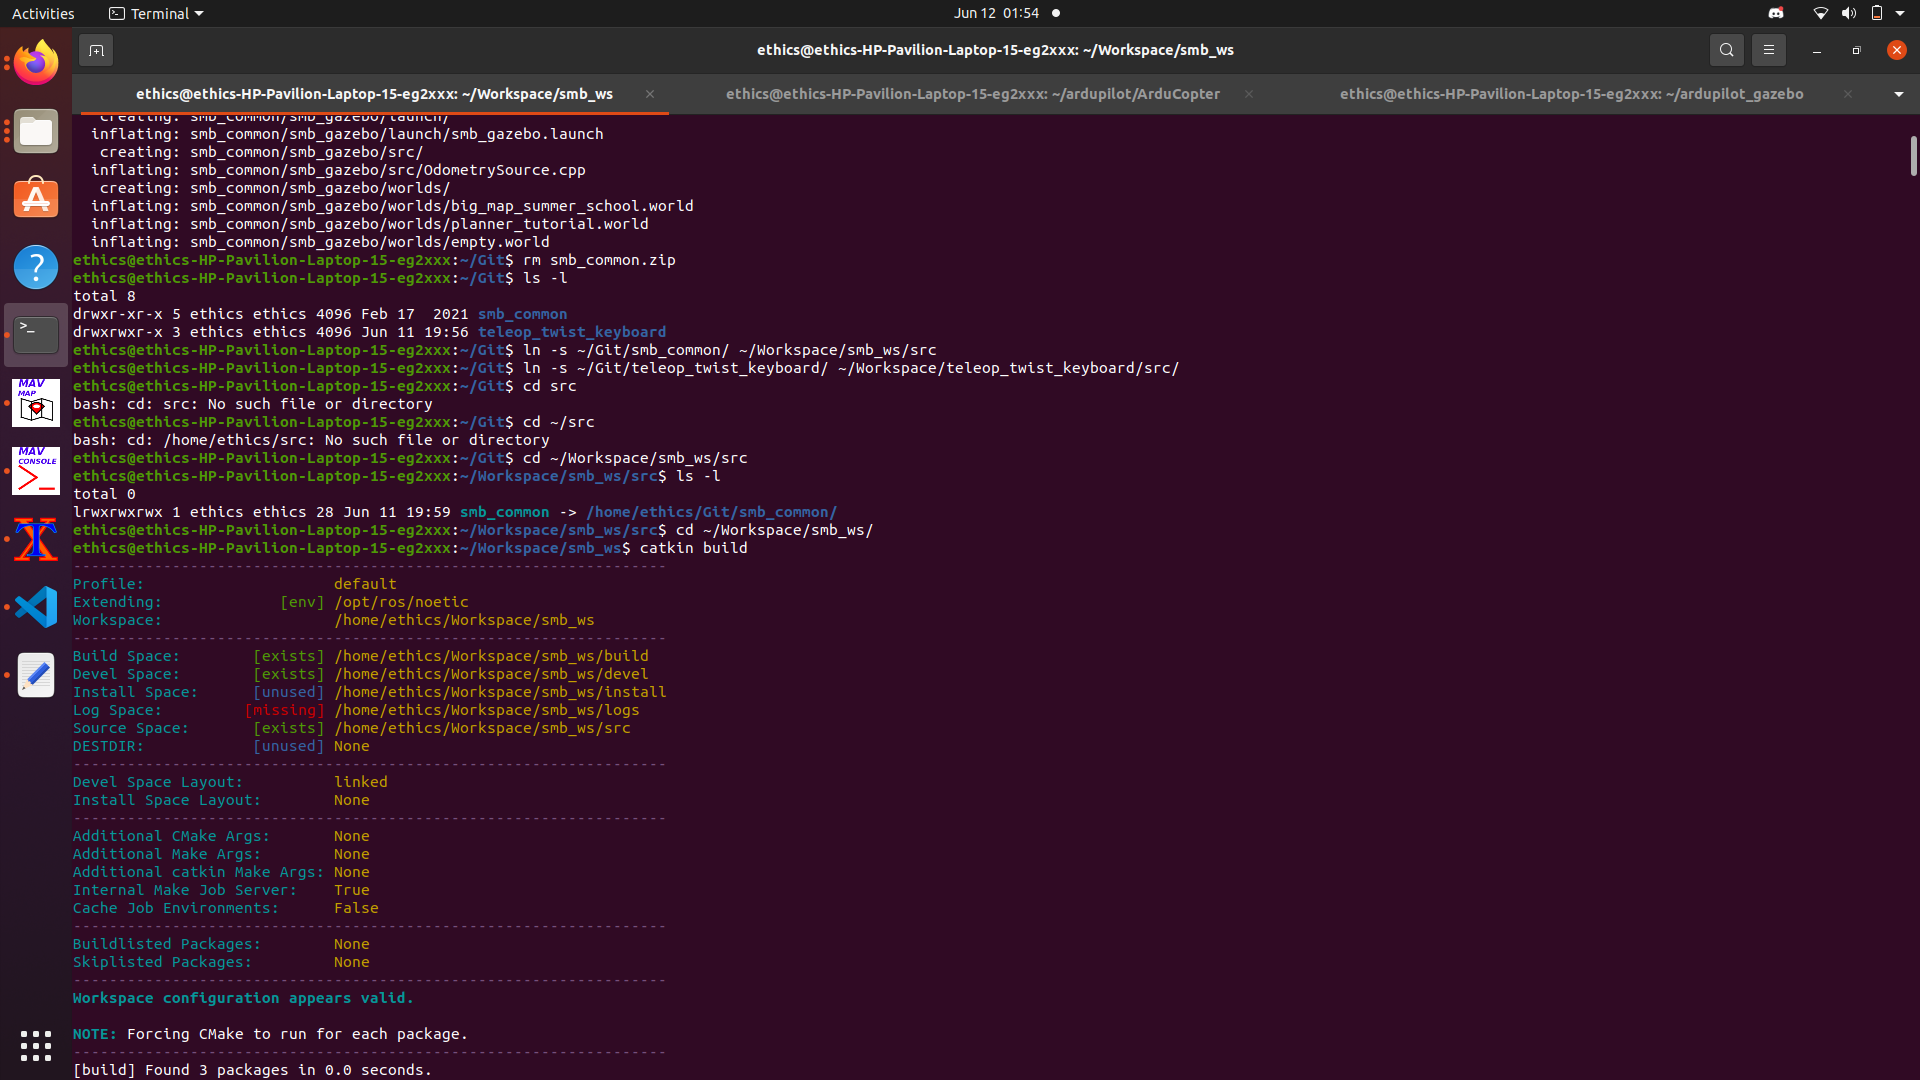 Activities
Terminal
Jun 12 01:54
ethics@ethics-HP-Pavilion-Laptop-15-eg2xxx: ~/Workspace/smb_ws
ethics@ethics-HP-Pavilion-Laptop-15-eg2xxx: ~/Workspace/smb_ws
ethics@ethics-HP-Pavilion-Laptop-15-eg2xxx: ~/ardupilot/ArduCopter
ethics@ethics-HP-Pavilion-Laptop-15-eg2xxx: ~/ardupilot_gazebo
creating: smb_common/smb_gazebo/launch/
inflating: smb_common/smb_gazebo/launch/smb_gazebo.launch
creating: smb_common/smb_gazebo/src/
inflating: smb_common/smb_gazebo/src/OdometrySource.cpp
creating: smb_common/smb_gazebo/worlds/
inflating: smb_common/smb_gazebo/worlds/big_map_summer_school.world
inflating: smb_common/smb_gazebo/worlds/planner_tutorial.world
inflating: smb_common/smb_gazebo/worlds/empty.world
ethics@ethics-HP-Pavilion-Laptop-15-eg2xxx:~/Git$ rm smb_common.zip
ethics@ethics-HP-Pavilion-Laptop-15-eg2xxx:~/Git$ ls -l
total 8
drwxr-xr-x 5 ethics ethics 4096 Feb 17  2021 smb_common
drwxrwxr-x 3 ethics ethics 4096 Jun 11 19:56 teleop_twist_keyboard
ethics@ethics-HP-Pavilion-Laptop-15-eg2xxx:~/Git$ ln -s ~/Git/smb_common/ ~/Workspace/smb_ws/src
ethics@ethics-HP-Pavilion-Laptop-15-eg2xxx:~/Git$ ln -s ~/Git/teleop_twist_keyboard/ ~/Workspace/teleop_twist_keyboard/src/
ethics@ethics-HP-Pavilion-Laptop-15-eg2xxx:~/Git$ cd src
bash: cd: src: No such file or directory
ethics@ethics-HP-Pavilion-Laptop-15-eg2xxx:~/Git$ cd ~/src
bash: cd: /home/ethics/src: No such file or directory
ethics@ethics-HP-Pavilion-Laptop-15-eg2xxx:~/Git$ cd ~/Workspace/smb_ws/src
ethics@ethics-HP-Pavilion-Laptop-15-eg2xxx:~/Workspace/smb_ws/src$ ls -l
total 0
lrwxrwxrwx 1 ethics ethics 28 Jun 11 19:59 smb_common -> /home/ethics/Git/smb_common/
ethics@ethics-HP-Pavilion-Laptop-15-eg2xxx:~/Workspace/smb_ws/src$ cd ~/Workspace/smb_ws/
ethics@ethics-HP-Pavilion-Laptop-15-eg2xxx:~/Workspace/smb_ws$ catkin build
------------------------------------------------------------------
Profile: default
Extending: [env] /opt/ros/noetic
Workspace: /home/ethics/Workspace/smb_ws
------------------------------------------------------------------
Build Space: [exists] /home/ethics/Workspace/smb_ws/build
Devel Space: [exists] /home/ethics/Workspace/smb_ws/devel
Install Space: [unused] /home/ethics/Workspace/smb_ws/install
Log Space: [missing] /home/ethics/Workspace/smb_ws/logs
Source Space: [exists] /home/ethics/Workspace/smb_ws/src
DESTDIR: [unused] None
------------------------------------------------------------------
Devel Space Layout: linked
Install Space Layout: None
------------------------------------------------------------------
Additional CMake Args: None
Additional Make Args: None
Additional catkin Make Args: None
Internal Make Job Server: True
Cache Job Environments: False
------------------------------------------------------------------
Buildlisted Packages: None
Skiplisted Packages: None
------------------------------------------------------------------
Workspace configuration appears valid.
NOTE: Forcing CMake to run for each package.
------------------------------------------------------------------
[build] Found 3 packages in 0.0 seconds.
MAV
MAP
MAV
CONSOLE